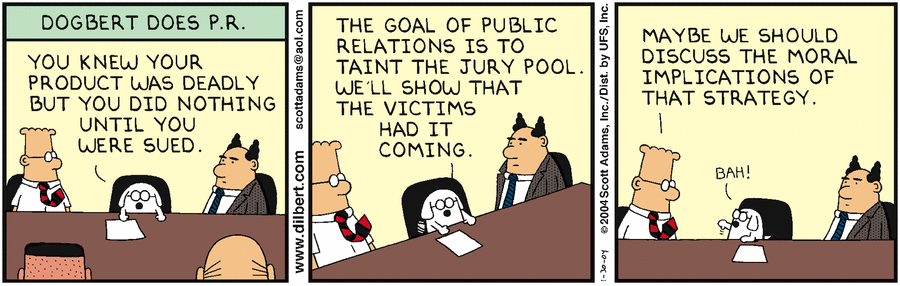 DOGBERT DOES P.R.
YOU KNEW YOUR
PRODUCT WAS DEADLY
BUT YOU DID NOTHING
UNTIL YOU
WERE SUED.
www.dilbert.com
scottadams@aol.com
THE GOAL OF PUBLIC
RELATIONS IS TO
TAINT THE JURY POOL.
WE'LL SHOW THAT
THE VICTIMS
HAD IT
COMING.
1-30-04
© 2004 Scott Adams, Inc./Dist. by UFS, Inc.
MAYBE WE SHOULD
DISCUSS THE MORAL
IMPLICATIONS OF
THAT STRATEGY.
BAH!